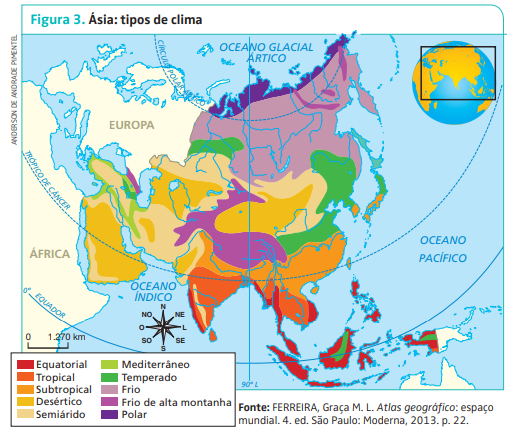 Figura 3. Ásia: tipos de clima
ANDERSON DE ANDRADE PIMENTEL
OCEANO GLACIAL
ÁRTICO
CÍRCULO POLAR
EUROPA
TRÓPICO DE CÂNCER
ÁFRICA
OCEANO
PACÍFICO
OCEANO
ÍNDICO
0°
EQUADOR
N
NO NE
O L
SO SE
S
0 1.270 km
90° L
Equatorial
Tropical
Subtropical
Desértico
Semiárido
Mediterrâneo
Temperado
Frio
Frio de alta montanha
Polar
Fonte: FERREIRA, Graça M. L. Atlas geográfico: espaço
mundial. 4. ed. São Paulo: Moderna, 2013. p. 22.